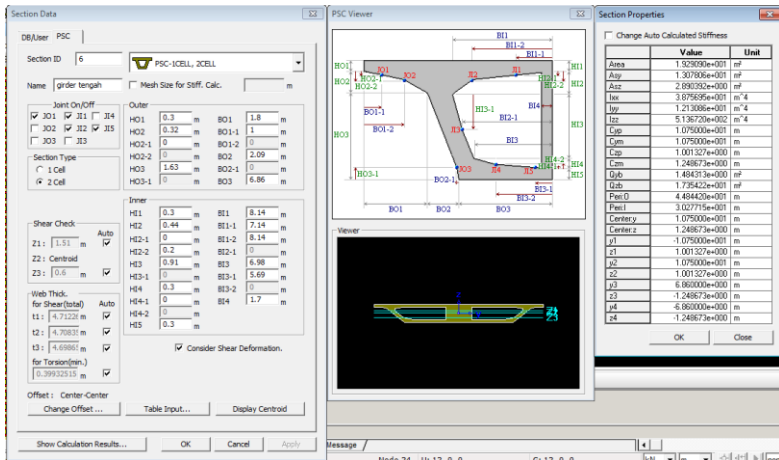 Section Data
DB/User PSC
Section ID 6 PSC-1CELL, 2CELL
Name girder tengah Mesh Size for Stiff. Calc. m
Joint On/Off
JO1 JI1 JI4
JO2 JI2 JI5
JO3 JI3
Section Type
1 Cell
2 Cell
Shear Check
Auto
Z1 : 1.51 m
Z2 : Centroid
Z3 : 0.6 m
Web Thick. Auto
for Shear(total)
t1 : 4.71226 m
t2 : 4.70835 m
t3 : 4.69865 m
for Torsion(min.)
0.39932515 m
Outer
HO1 0.3 m BO1 1.8 m
HO2 0.32 m BO1-1 1 m
HO2-1 0 m BO1-2 0 m
HO2-2 0 m BO2 2.09 m
HO3 1.63 m BO2-1 0 m
HO3-1 0 m BO3 6.86 m
Inner
HI1 0.3 m BI1 8.14 m
HI2 0.44 m BI1-1 7.14 m
HI2-1 0 m BI1-2 8.14 m
HI2-2 0.2 m BI2-1 0 m
HI3 0.91 m BI3 6.98 m
HI3-1 0 m BI3-1 5.69 m
HI4 0.3 m BI3-2 0 m
HI4-1 0 m BI4 1.7 m
HI4-2 0 m
HI5 0.3 m
Consider Shear Deformation.
Offset : Center-Center
Change Offset ... Table Input... Display Centroid
Show Calculation Results... OK Cancel Apply
PSC Viewer
BI1
BI1-2
BI1-1
HO1
HO2
HO2-2
HO3
HO3-1
JO1
JO2
BO1-1
BO1-2
JI2
JI1
HI1
HI2
HI2-2
BI4
HI3-1
BI2-1
JI3
BI3
HI3
JI4
JI5
HI4-2
HI4
HI4-1
HI5
BO2-1
BI3-1
BI3-2
BO1 BO2 BO3
Viewer
Z
Z1
Z2
Z3
Message
Section Properties
Change Auto Calculated Stiffness
Value Unit
Area 1.929090e+001 m²
Asy 1.307806e+001 m²
Asz 2.890392e+000 m²
Ixx 3.875695e+001 m^4
Iyy 1.213086e+001 m^4
Izz 5.136720e+002 m^4
Cyp 1.075000e+001 m
Cym 1.075000e+001 m
Czp 1.001327e+000 m
Czm 1.248673e+000 m
Qyb 1.484313e+000 m²
Qzb 1.735422e+001 m²
Peri:O 4.484420e+001 m
Peri:I 3.027715e+001 m
Center:y 1.075000e+001 m
Center:z 1.248673e+000 m
y1 -1.075000e+001 m
z1 1.001327e+000 m
y2 1.075000e+001 m
z2 1.001327e+000 m
y3 6.860000e+000 m
z3 -1.248673e+000 m
y4 -6.860000e+000 m
z4 -1.248673e+000 m
OK Close
kN m